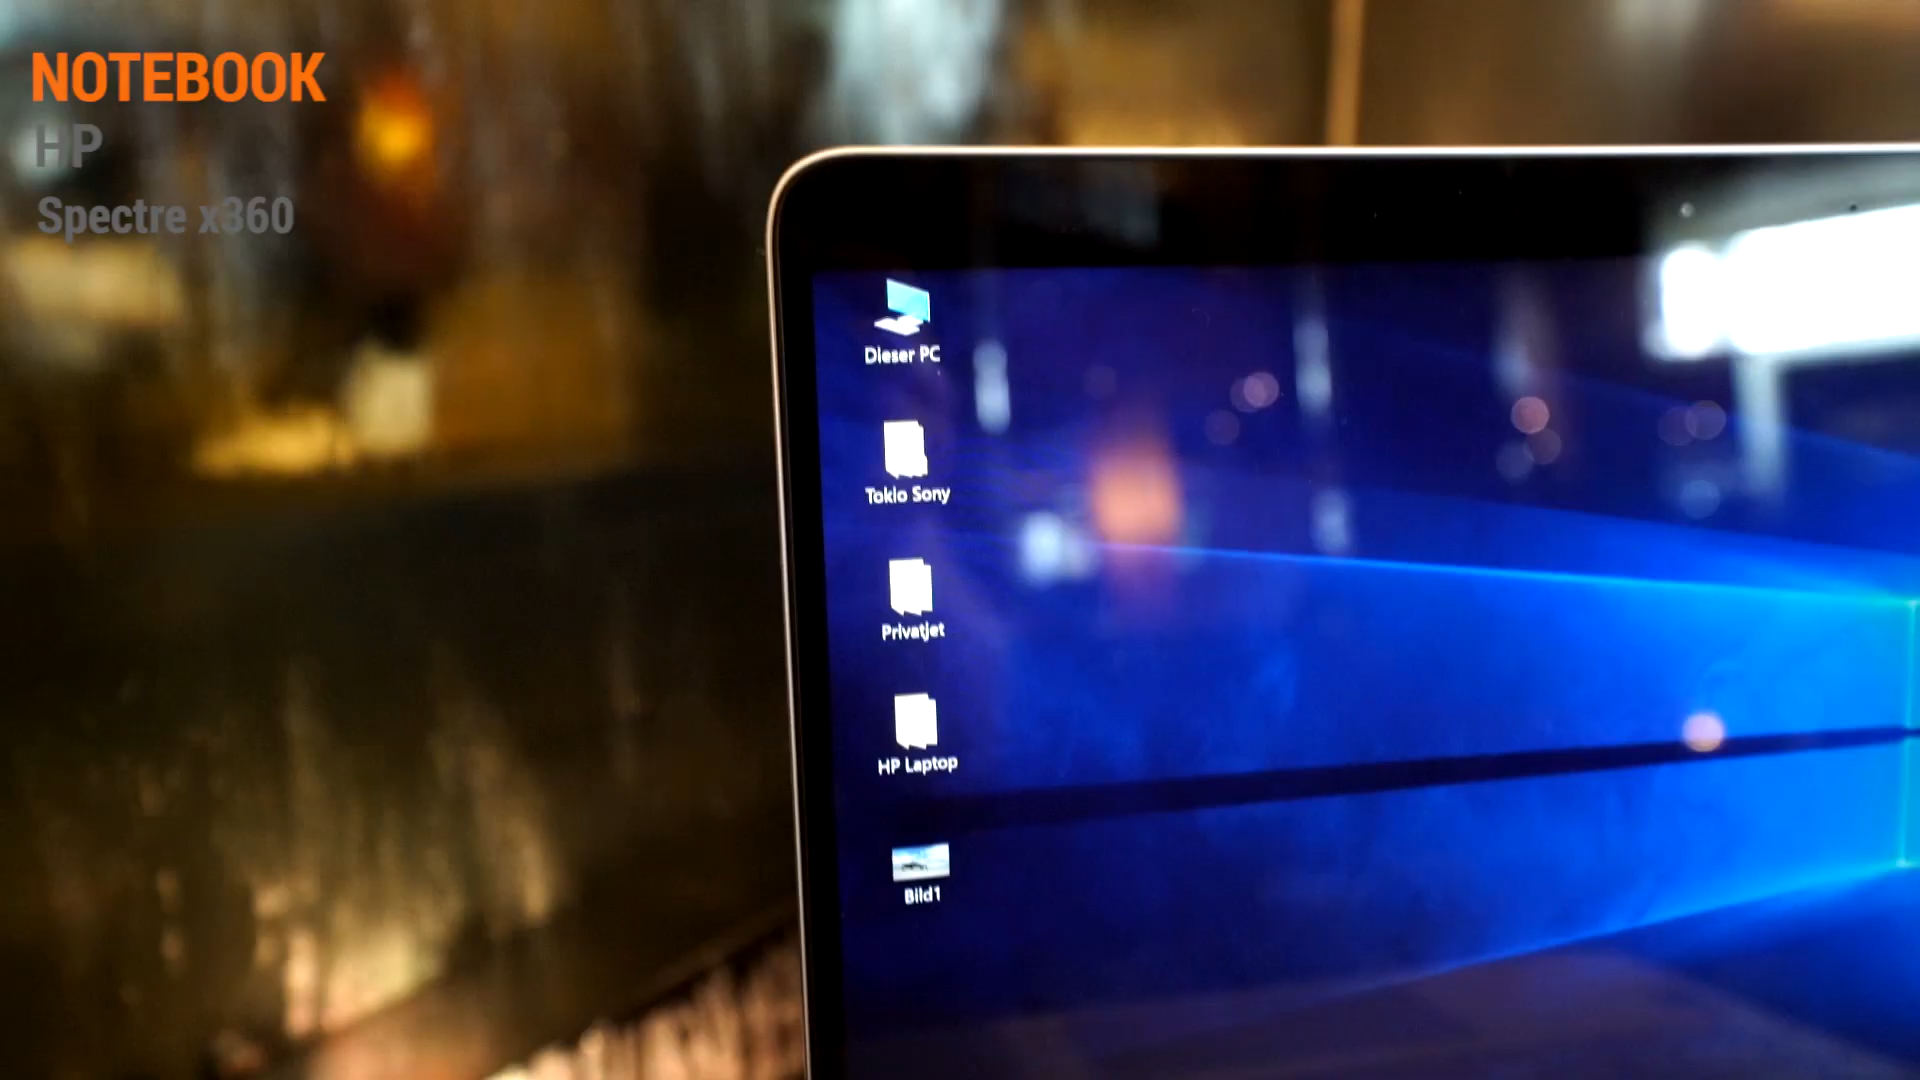 NOTEBOOK
HP
Spectre x360
Dieser PC
Tokio Sony
Privatjet
HP Laptop
Bild1